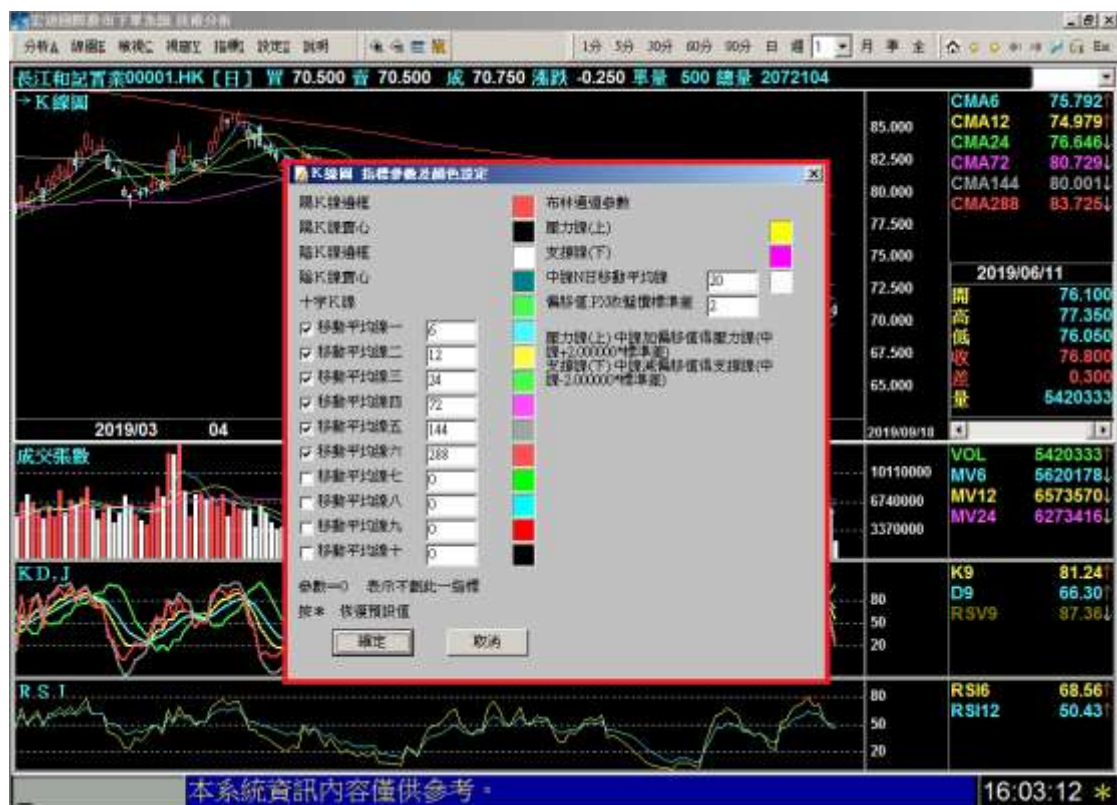 分析A 線圖E 檢視C 視窗Y 指標I 設定S 說明 1分 5分 30分 60分 90分 日 週 1 月 季 全
長江和記實業00001.HK【日】 買 70.500 賣 70.500 成 70.750 漲跌 -0.250 單量 500 總量 2072104
→K線圖
85.000
82.500
80.000
77.500
75.000
72.500
70.000
67.500
65.000
2019/03 04
2019/09/18
CMA6 75.792↑
CMA12 74.979↑
CMA24 76.646↓
CMA72 80.729↓
CMA144 80.001↓
CMA288 83.725↓
2019/06/11
開 76.100
高 77.350
低 76.050
收 76.800
差 0.300
量 5420333
K線圖 指標參數及顏色設定
陽K線邊框
陽K線實心
陰K線邊框
陰K線實心
十字K線
移動平均線一 6
移動平均線二 12
移動平均線三 24
移動平均線四 72
移動平均線五 144
移動平均線六 288
移動平均線七 0
移動平均線八 0
移動平均線九 0
移動平均線十 0
參數=0 表示不劃此一指標
按* 恢復預設值
確定 取消
布林通道參數
壓力線(上)
支撐線(下)
中線N日移動平均線 20
偏移值:PX收盤價標準差 2
壓力線(上) 中線加偏移值得壓力線(中
線+2.000000*標準差)
支撐線(下) 中線減偏移值得支撐線(中
線-2.000000*標準差)
成交張數
10110000
6740000
3370000
VOL 5420333↑
MV6 5620178↓
MV12 6573570↓
MV24 6273416↓
KD,J
80
50
20
K9 81.24↑
D9 66.30↑
RSV9 87.36↓
R S I
80
50
20
RSI6 68.56↑
RSI12 50.43↑
本系統資訊內容僅供參考。
16:03:12 *